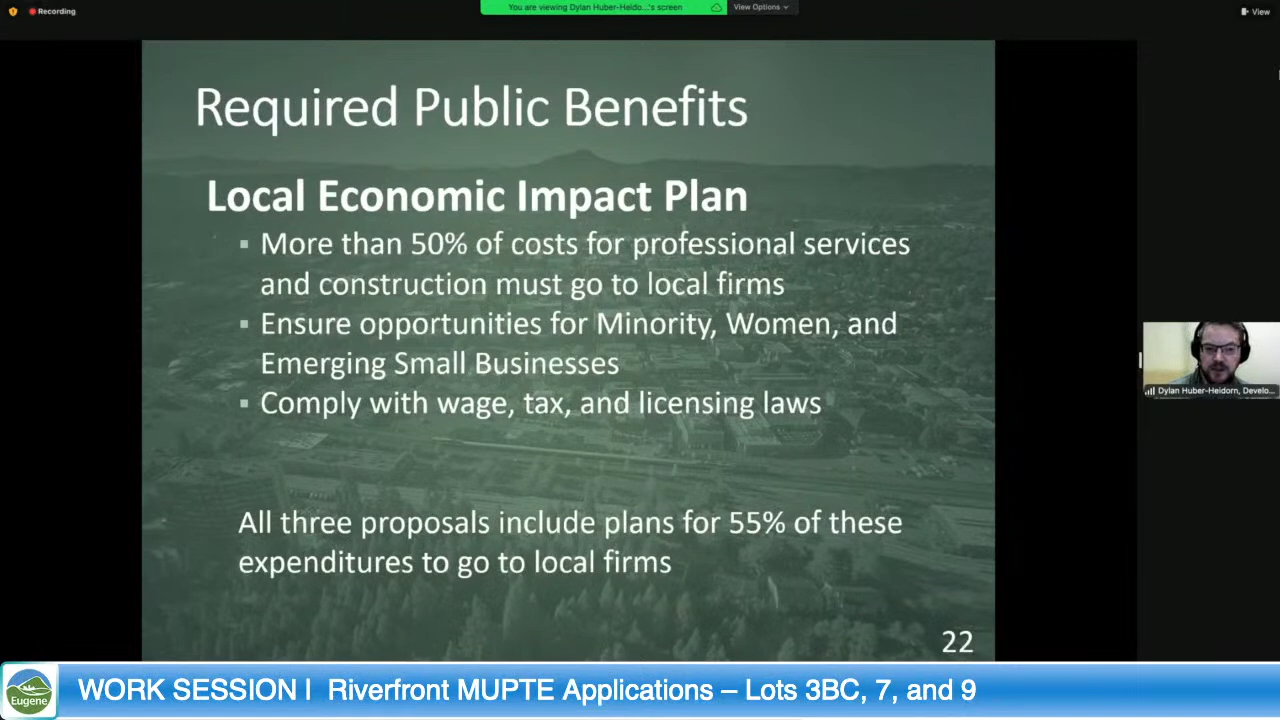 Recording
You are viewing Dylan Huber-Heido...'s screen
View Options
View
Required Public Benefits
Local Economic Impact Plan
▪ More than 50% of costs for professional services
and construction must go to local firms
▪ Ensure opportunities for Minority, Women, and
Emerging Small Businesses
▪ Comply with wage, tax, and licensing laws
All three proposals include plans for 55% of these
expenditures to go to local firms
22
Dylan Huber-Heidorn, Develo...
Eugene
WORK SESSION | Riverfront MUPTE Applications – Lots 3BC, 7, and 9